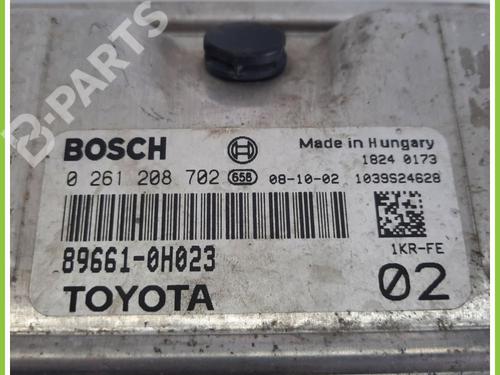 B-PARTS
BOSCH
Made in Hungary
1824 0173
0 261 208 702 658 08-10-02 1039S24628
89661-0H023
1KR-FE
TOYOTA
02